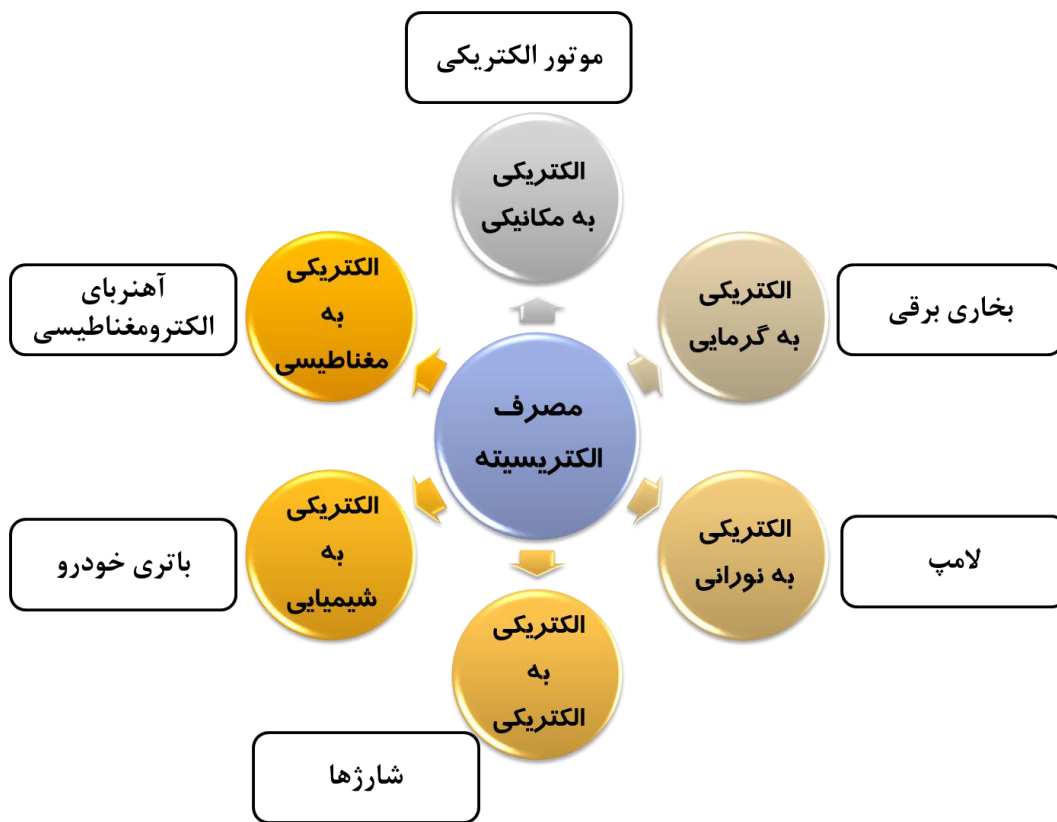 موتور الکتریکی
الکتریکی
به مکانیکی
بخاری برقی
الکتریکی
به گرمایی
لامپ
الکتریکی
به نورانی
الکتریکی
به
الکتریکی
شارژها
باتری خودرو
الکتریکی
به
شیمیایی
آهنربای
الکترومغناطیسی
الکتریکی
به
مغناطیسی
مصرف
الکتریسیته